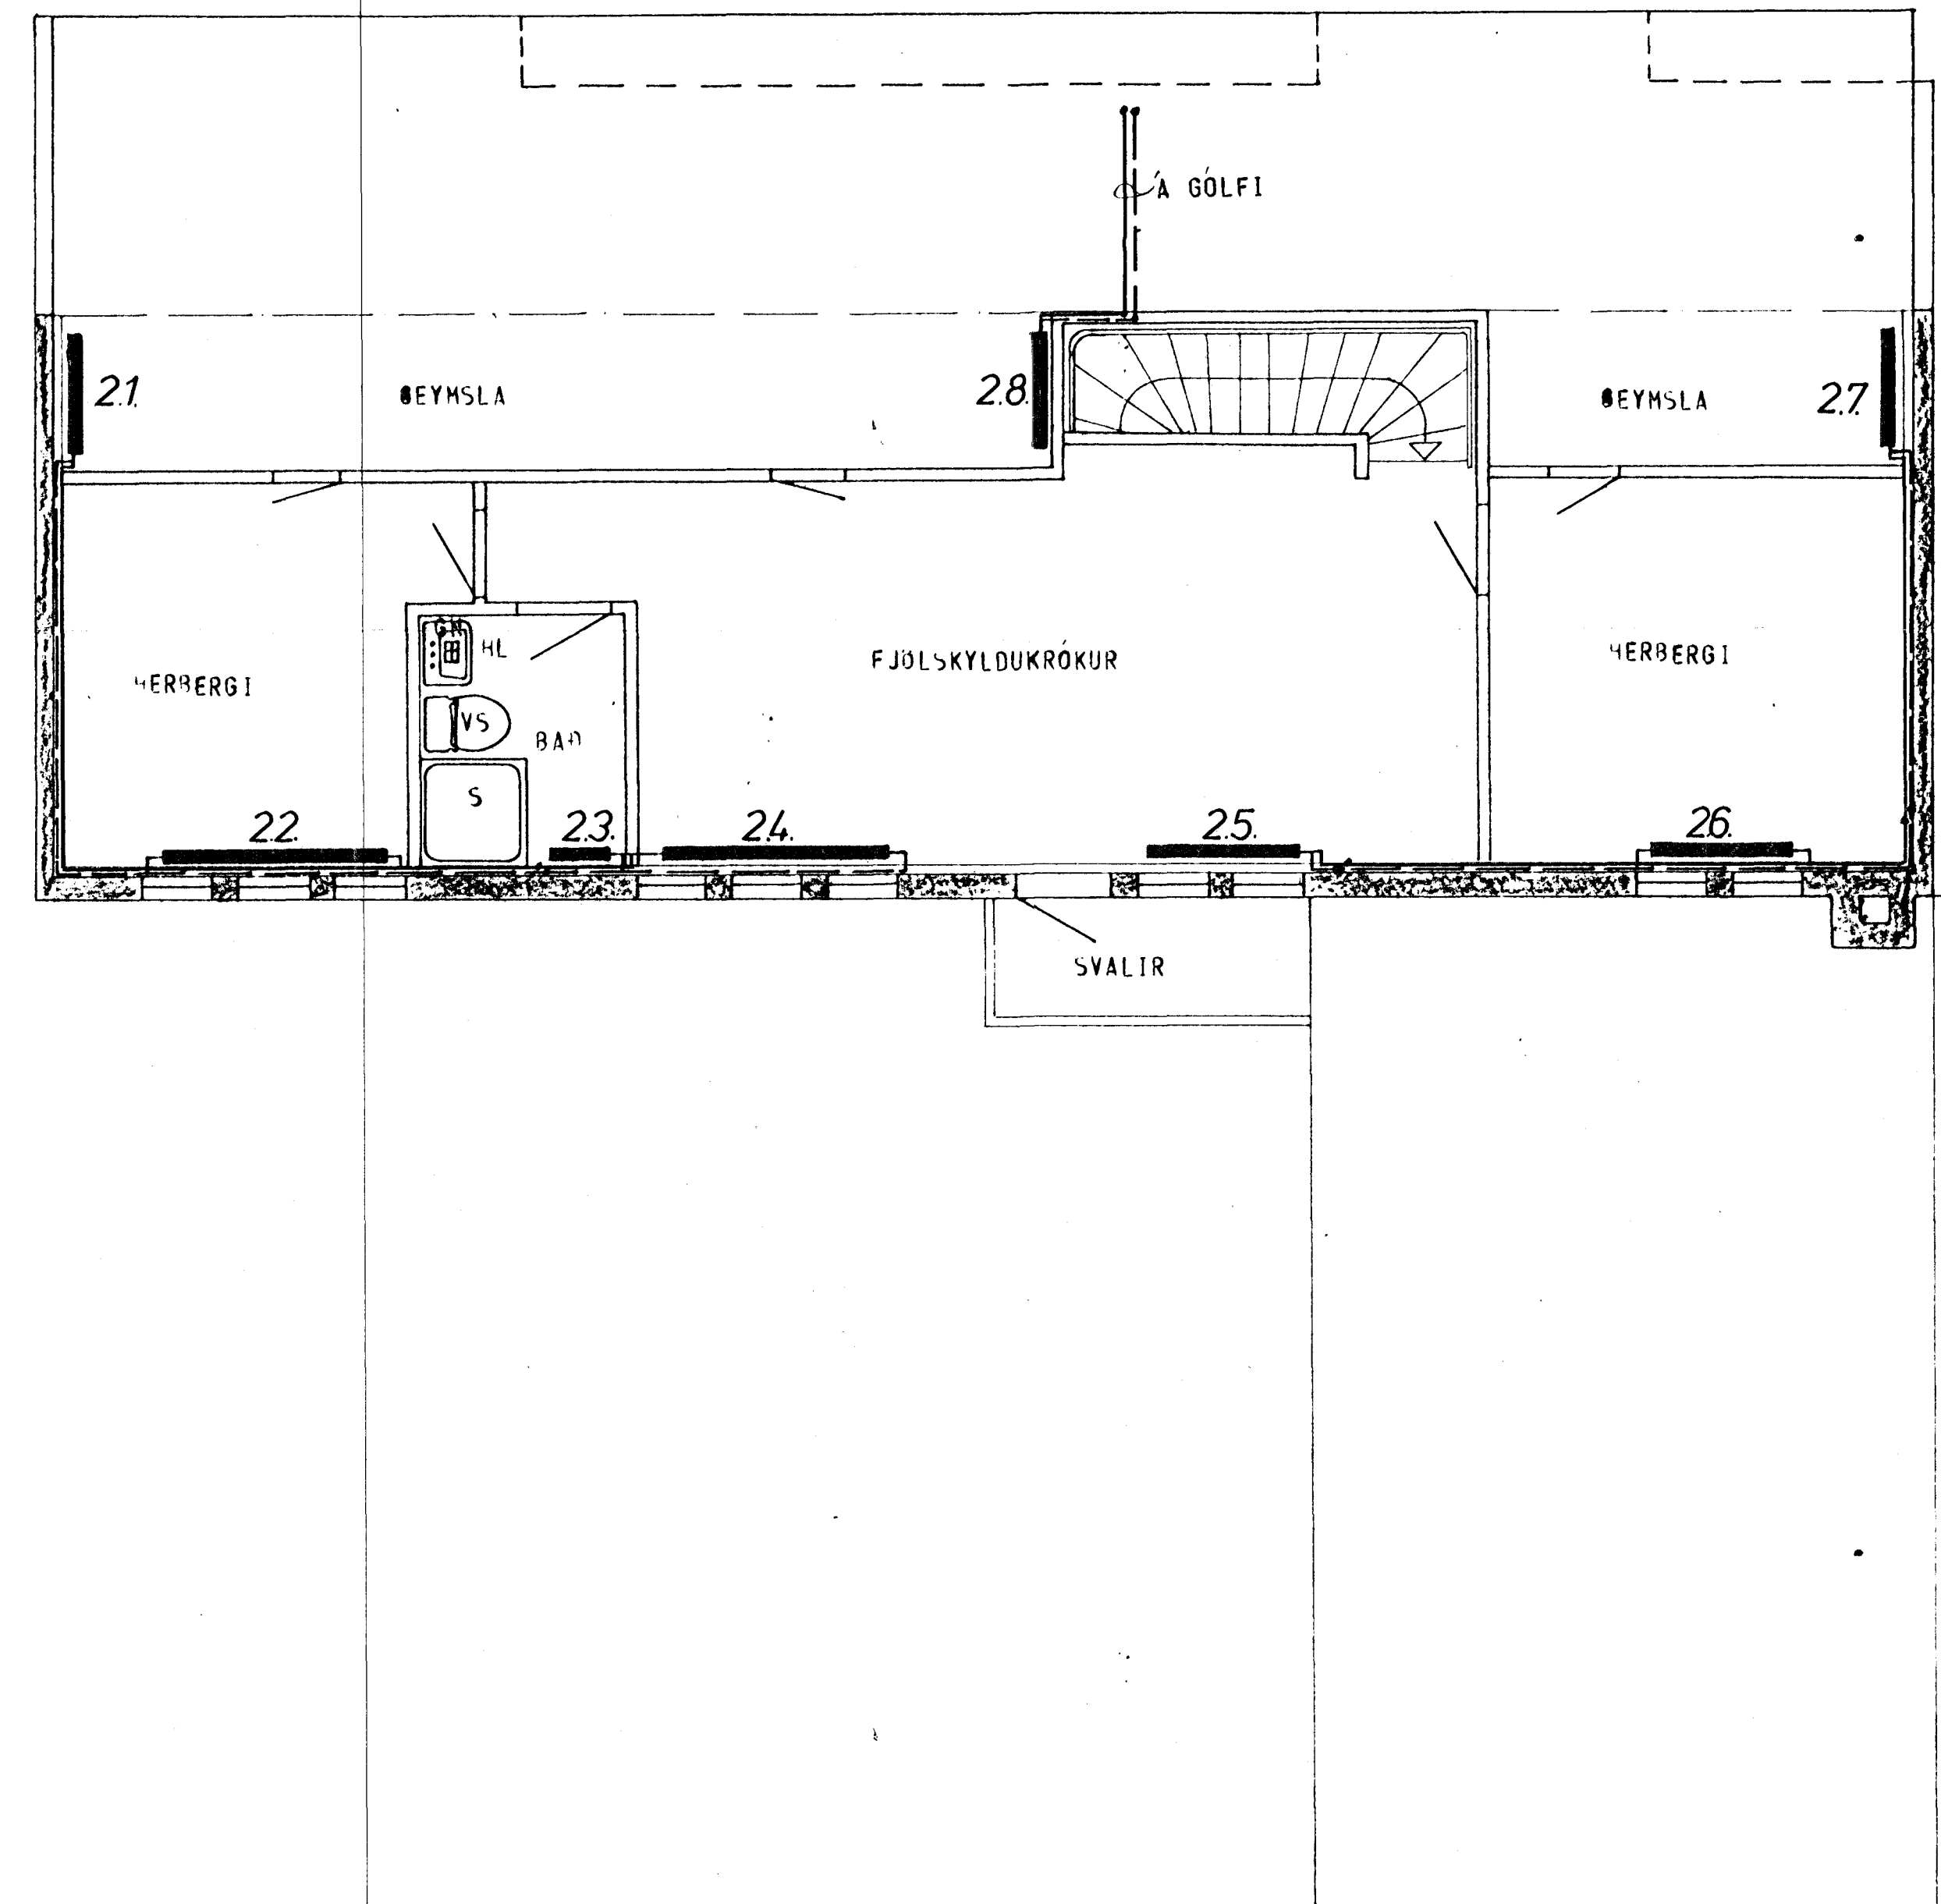 Á GÓLFI
2.1.
GEYMSLA
2.8.
GEYMSLA
2.7.
GN
HL
HERBERGI
VS
BAÐ
FJÖLSKYLDUKRÓKUR
HERBERGI
S
2.2.
2.3.
2.4.
2.5.
2.6.
SVALIR